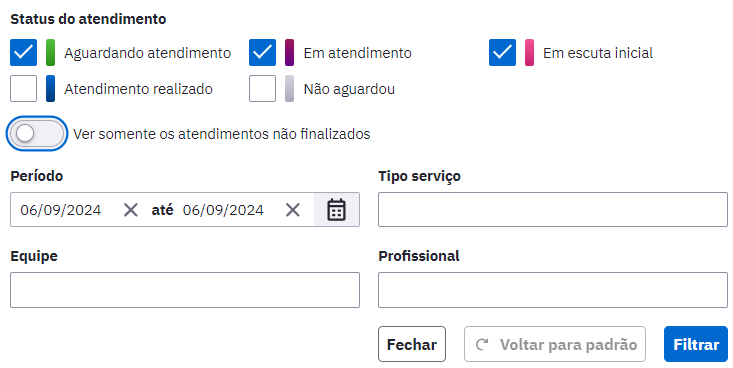 Status do atendimento
Aguardando atendimento Em atendimento Em escuta inicial
Atendimento realizado Não aguardou
Ver somente os atendimentos não finalizados
Período Tipo serviço
06/09/2024 até 06/09/2024
Equipe Profissional
Fechar Voltar para padrão Filtrar